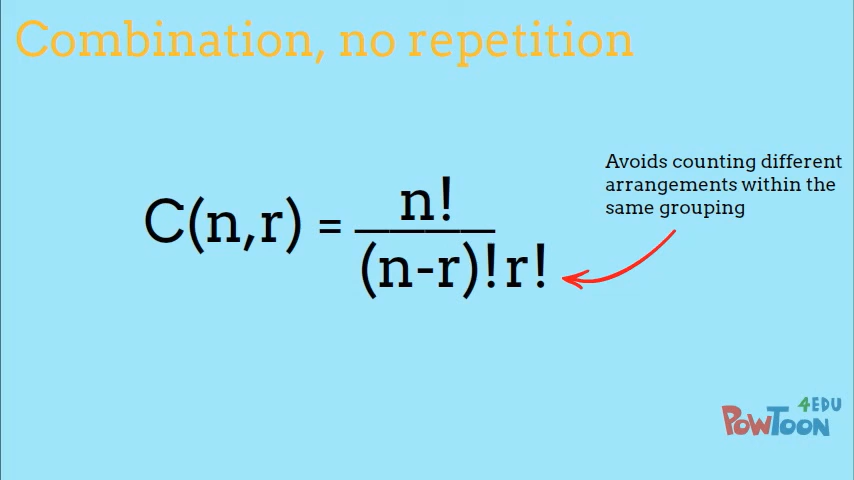 Combination, no repetition
Avoids counting different
arrangements within the
same grouping
C(n,r) = n!
(n-r)!r!
4EDU
POWTOON